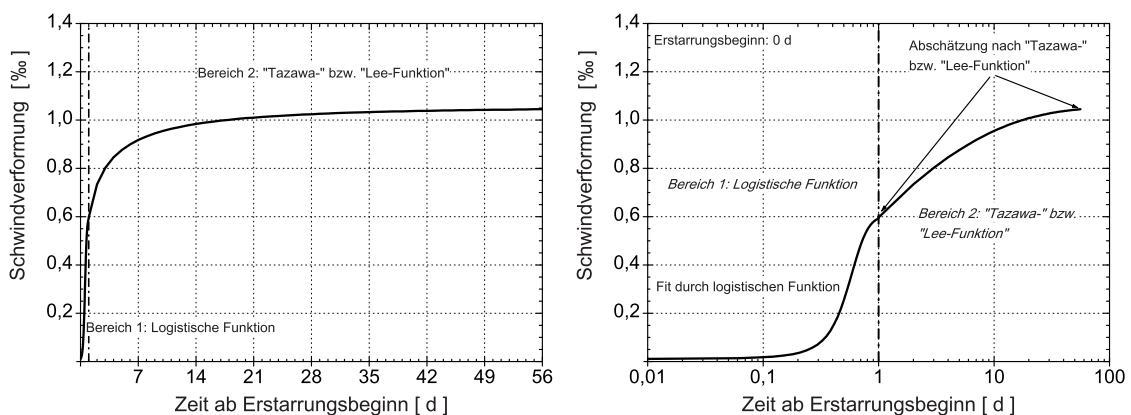 1,4
1,2
1,0
0,8
0,6
0,4
0,2
Schwindverformung [‰]
Bereich 2: "Tazawa-" bzw. "Lee-Funktion"
Bereich 1: Logistische Funktion
7 14 21 28 35 42 49 56
Zeit ab Erstarrungsbeginn [ d ]
1,4
1,2
1,0
0,8
0,6
0,4
0,2
Schwindverformung [‰]
Erstarrungsbeginn: 0 d
Abschätzung nach "Tazawa-"
bzw. "Lee-Funktion"
Bereich 1: Logistische Funktion
Bereich 2: "Tazawa-" bzw.
"Lee-Funktion"
Fit durch logistischen Funktion
0,01 0,1 1 10 100
Zeit ab Erstarrungsbeginn [ d ]